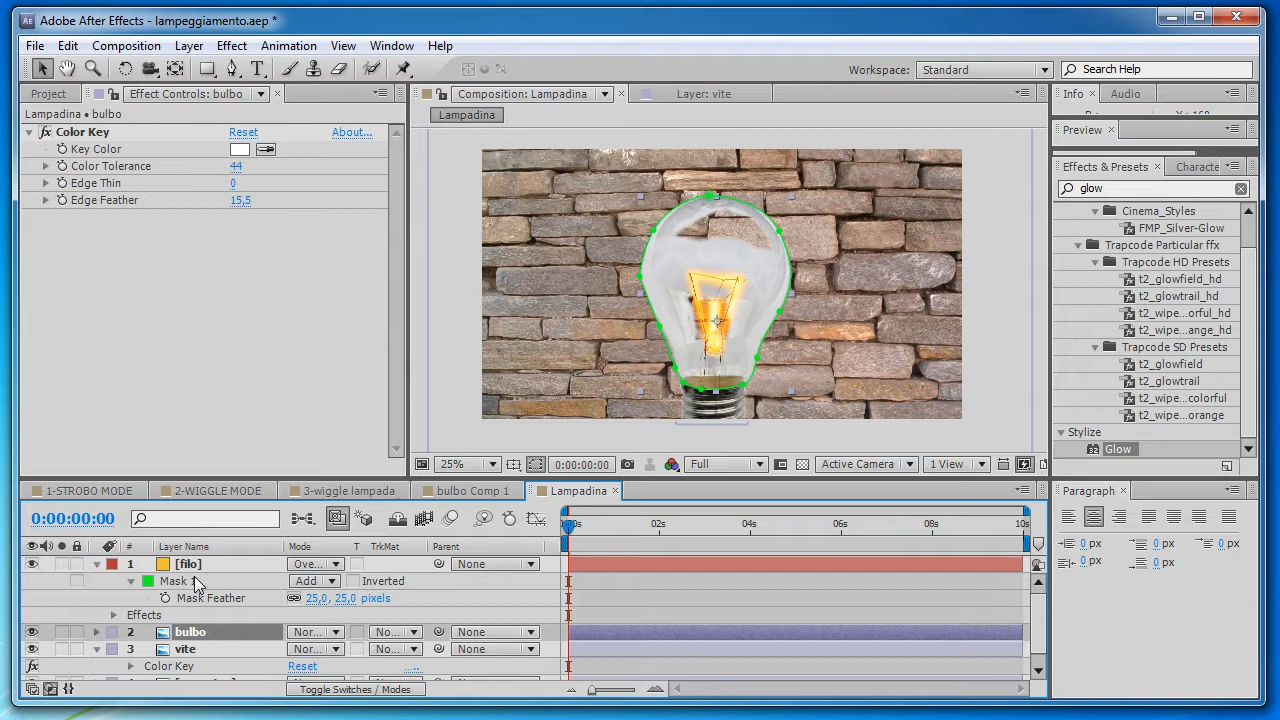 Adobe After Effects - lampeggiamento.aep *
File Edit Composition Layer Effect Animation View Window Help
Workspace: Standard Search Help
Project Effect Controls: bulbo Composition: Lampadina Layer: vite Info Audio
Lampadina • bulbo
Lampadina
Color Key Reset About...
Key Color
Color Tolerance 44
Edge Thin 0
Edge Feather 15,5
Preview
Effects & Presets Characte
glow
Cinema_Styles
FMP_Silver-Glow
Trapcode Particular ffx
Trapcode HD Presets
t2_glowfield_hd
t2_glowtrail_hd
t2_wipe...orful_hd
t2_wipe...ange_hd
Trapcode SD Presets
t2_glowfield
t2_glowtrail
t2_wipe...colorful
t2_wipe...orange
Stylize
Glow
25% 0:00:00:00 Full Active Camera 1 View
1-STROBO MODE 2-WIGGLE MODE 3-wiggle lampada bulbo Comp 1 Lampadina
Paragraph
0:00:00:00
02s 04s 06s 08s 10s
# Layer Name Mode T TrkMat Parent
1 [filo] Ove... None
Mask Add Inverted
Mask Feather 25,0, 25,0 pixels
Effects
2 bulbo Nor... No... None
3 vite Nor... No... None
Color Key Reset ....
Toggle Switches / Modes
0 px 0 px 0 px
0 px 0 px